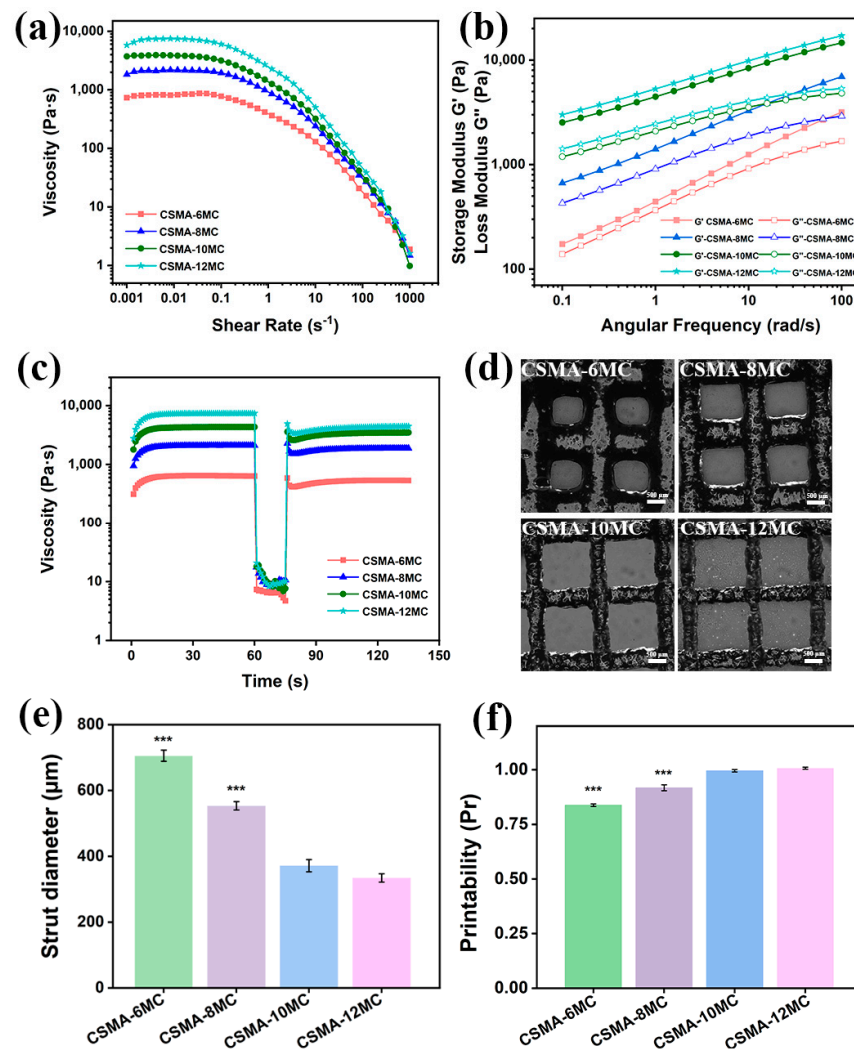 (a)
10,000
1,000
100
10
1
Viscosity (Pa·s)
CSMA-6MC
CSMA-8MC
CSMA-10MC
CSMA-12MC
0.001 0.01 0.1 1 10 100 1000
Shear Rate (s⁻¹)
(b)
10,000
1,000
100
Storage Modulus G' (Pa)
Loss Modulus G'' (Pa)
G' CSMA-6MC G''-CSMA-6MC
G'-CSMA-8MC G''-CSMA-8MC
G'-CSMA-10MC G''-CSMA-10MC
G'-CSMA-12MC G''-CSMA-12MC
0.1 1 10 100
Angular Frequency (rad/s)
(c)
10,000
1,000
100
10
1
Viscosity (Pa·s)
CSMA-6MC
CSMA-8MC
CSMA-10MC
CSMA-12MC
0 30 60 90 120 150
Time (s)
(d)
CSMA-6MC
500 μm
CSMA-8MC
500 μm
CSMA-10MC
500 μm
CSMA-12MC
500 μm
(e)
800
600
400
200
0
Strut diameter (μm)
***
***
CSMA-6MC
CSMA-8MC
CSMA-10MC
CSMA-12MC
(f)
1.00
0.75
0.50
0.25
0.00
Printability (Pr)
***
***
CSMA-6MC
CSMA-8MC
CSMA-10MC
CSMA-12MC